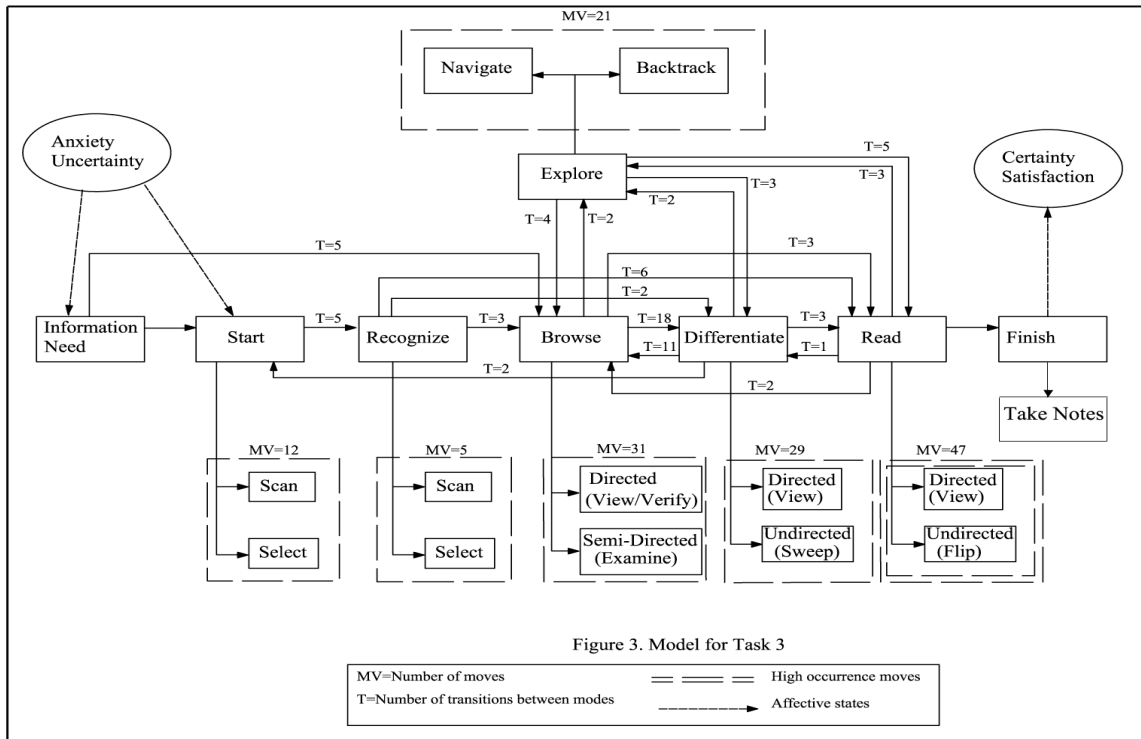 MV=21
Navigate
Backtrack
Anxiety
Uncertainty
Certainty
Satisfaction
Explore
T=5
T=3
T=3
T=2
T=4
T=2
T=5
T=3
T=6
T=2
Information
Need
Start
T=5
Recognize
T=3
Browse
T=18
T=11
Differentiate
T=3
T=1
Read
Finish
T=2
T=2
Take Notes
MV=12
Scan
Select
MV=5
Scan
Select
MV=31
Directed
(View/Verify)
Semi-Directed
(Examine)
MV=29
Directed
(View)
Undirected
(Sweep)
MV=47
Directed
(View)
Undirected
(Flip)
Figure 3. Model for Task 3
MV=Number of moves
High occurrence moves
T=Number of transitions between modes
Affective states